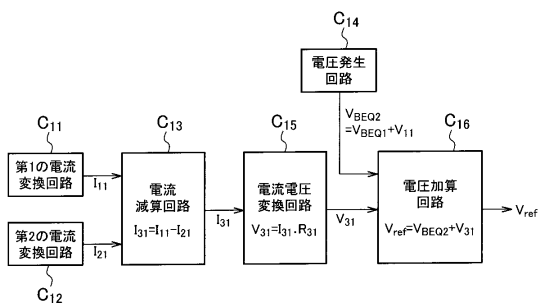 C14
電圧発生
回路
VBEQ2
=VBEQ1+V11
C11
第1の電流
変換回路
I11
C12
第2の電流
変換回路
I21
C13
電流
減算回路
I31=I11−I21
I31
C15
電流電圧
変換回路
V31=I31.R31
V31
C16
電圧加算
回路
Vref=VBEQ2+V31
Vref